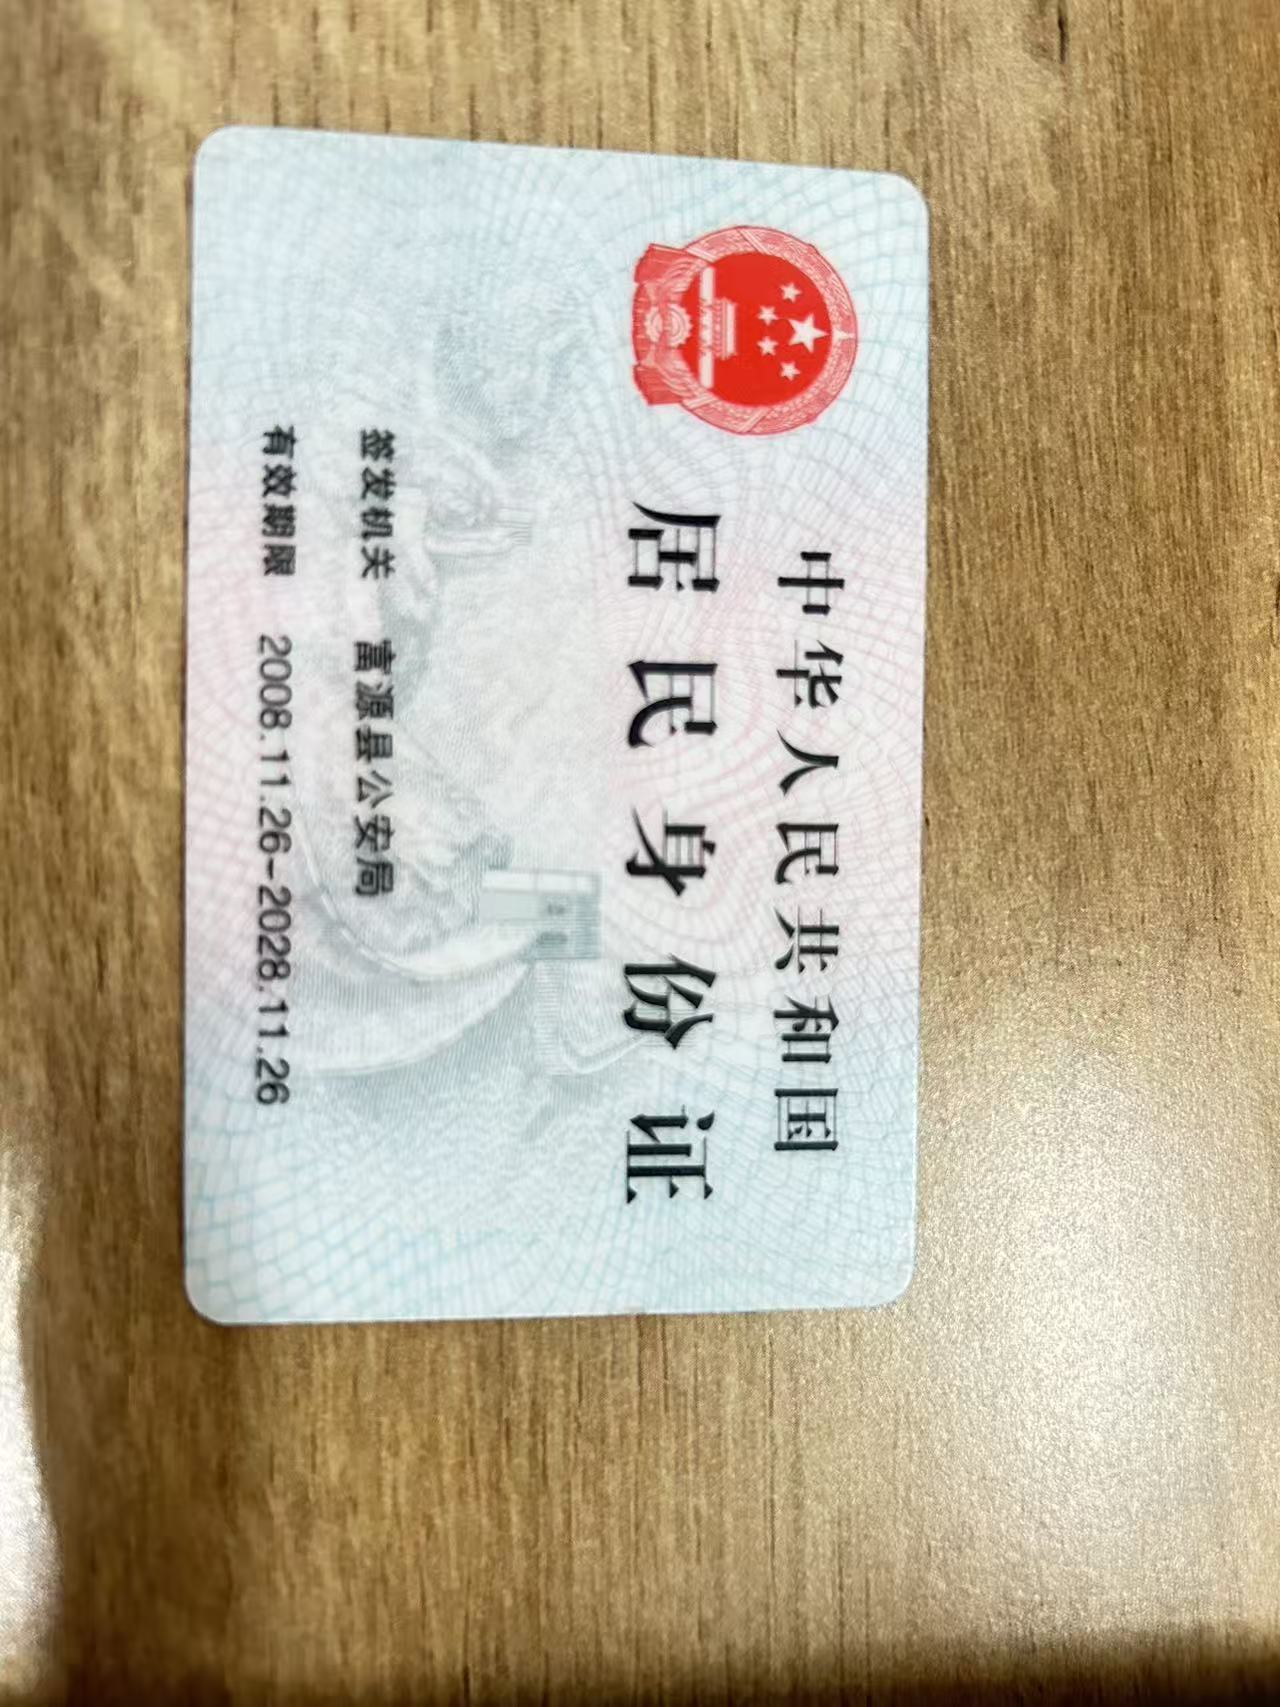 中华人民共和国
居民身份证
签发机关 富源县公安局
有效期限 2008.11.26-2028.11.26